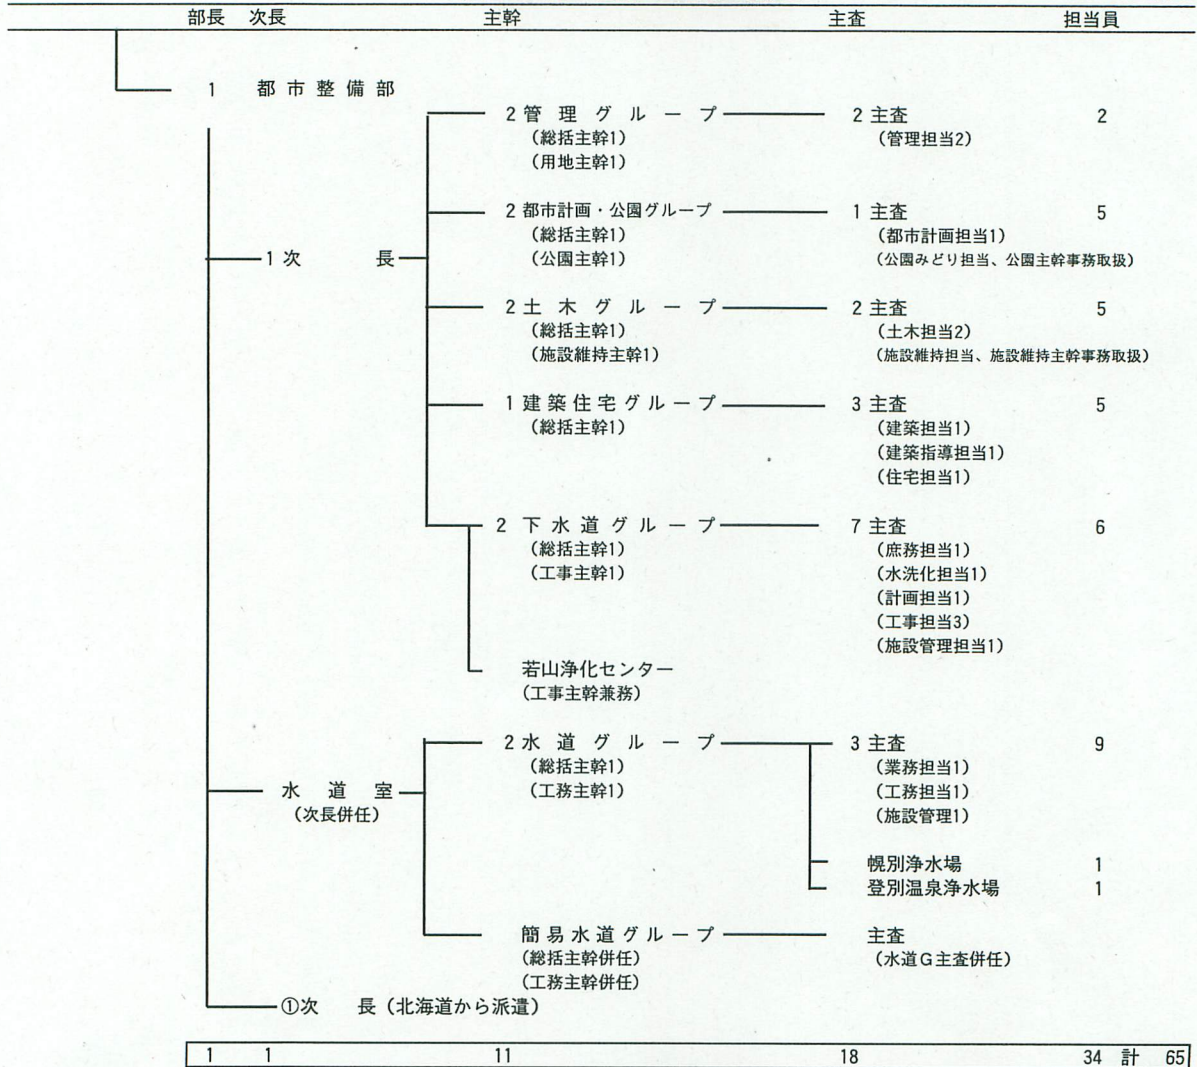 部長 次長 主幹 主査 担当員
1 都市整備部
2 管理グループ 2 主査 2
(総括主幹1) (管理担当2)
(用地主幹1)
2 都市計画・公園グループ 1 主査 5
(総括主幹1) (都市計画担当1)
1 次長
(公園主幹1) (公園みどり担当、公園主幹事務取扱)
2 土木グループ 2 主査 5
(総括主幹1) (土木担当2)
(施設維持主幹1) (施設維持担当、施設維持主幹事務取扱)
1 建築住宅グループ 3 主査 5
(総括主幹1) (建築担当1)
(建築指導担当1)
(住宅担当1)
2 下水道グループ 7 主査 6
(総括主幹1) (庶務担当1)
(工事主幹1) (水洗化担当1)
(計画担当1)
(工事担当3)
(施設管理担当1)
若山浄化センター
(工事主幹兼務)
2 水道グループ 3 主査 9
(総括主幹1) (業務担当1)
水道室 (工務主幹1) (工務担当1)
(次長併任) (施設管理1)
幌別浄水場 1
登別温泉浄水場 1
簡易水道グループ 主査
(総括主幹併任) (水道G主査併任)
(工務主幹併任)
①次長(北海道から派遣)
1 1 11 18 34 計 65